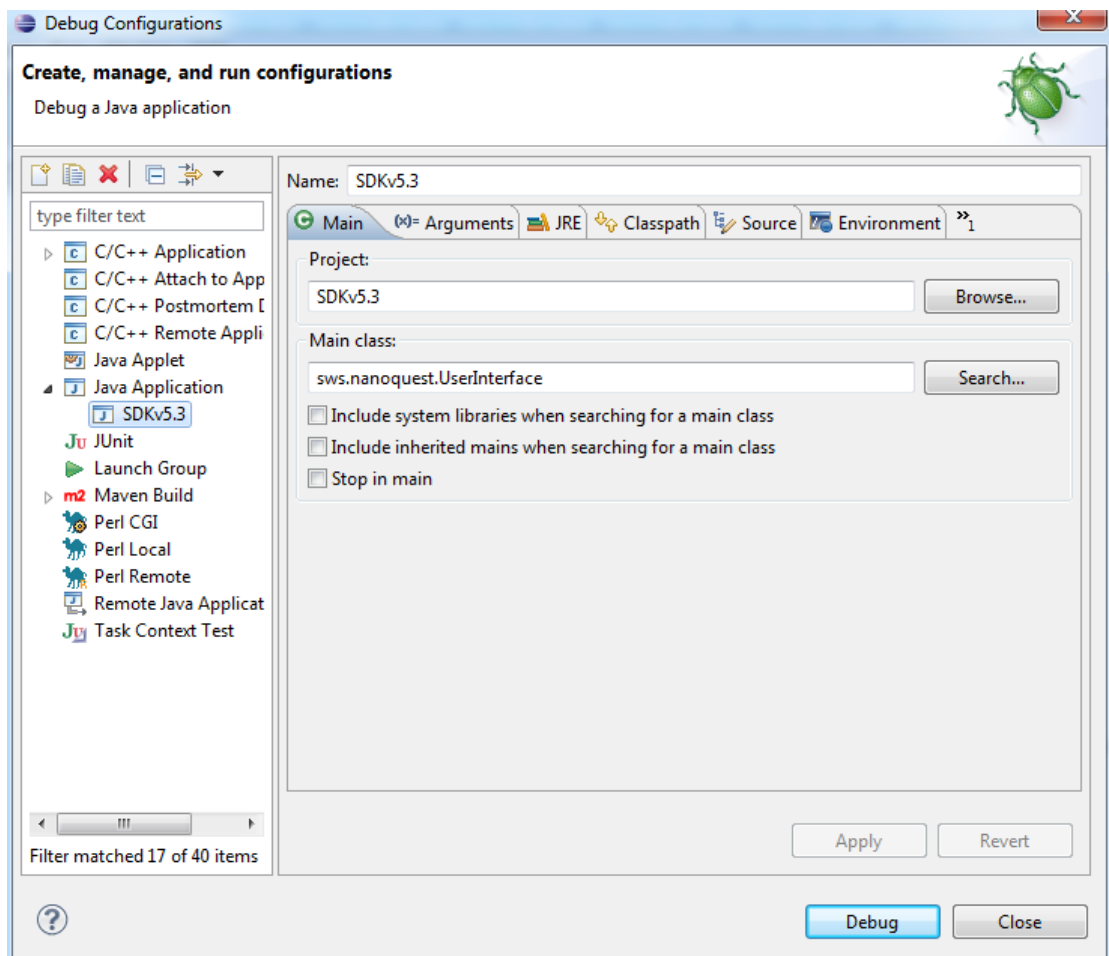 Debug Configurations
X
Create, manage, and run configurations
Debug a Java application
type filter text
C/C++ Application
C/C++ Attach to App
C/C++ Postmortem D
C/C++ Remote Appli
Java Applet
Java Application
SDKv5.3
Ju JUnit
Launch Group
m2 Maven Build
Perl CGI
Perl Local
Perl Remote
Remote Java Applicat
Ju Task Context Test
Filter matched 17 of 40 items
Name: SDKv5.3
Main (x)= Arguments JRE Classpath Source Environment »1
Project:
SDKv5.3 Browse...
Main class:
sws.nanoquest.UserInterface Search...
Include system libraries when searching for a main class
Include inherited mains when searching for a main class
Stop in main
Apply Revert
? Debug Close